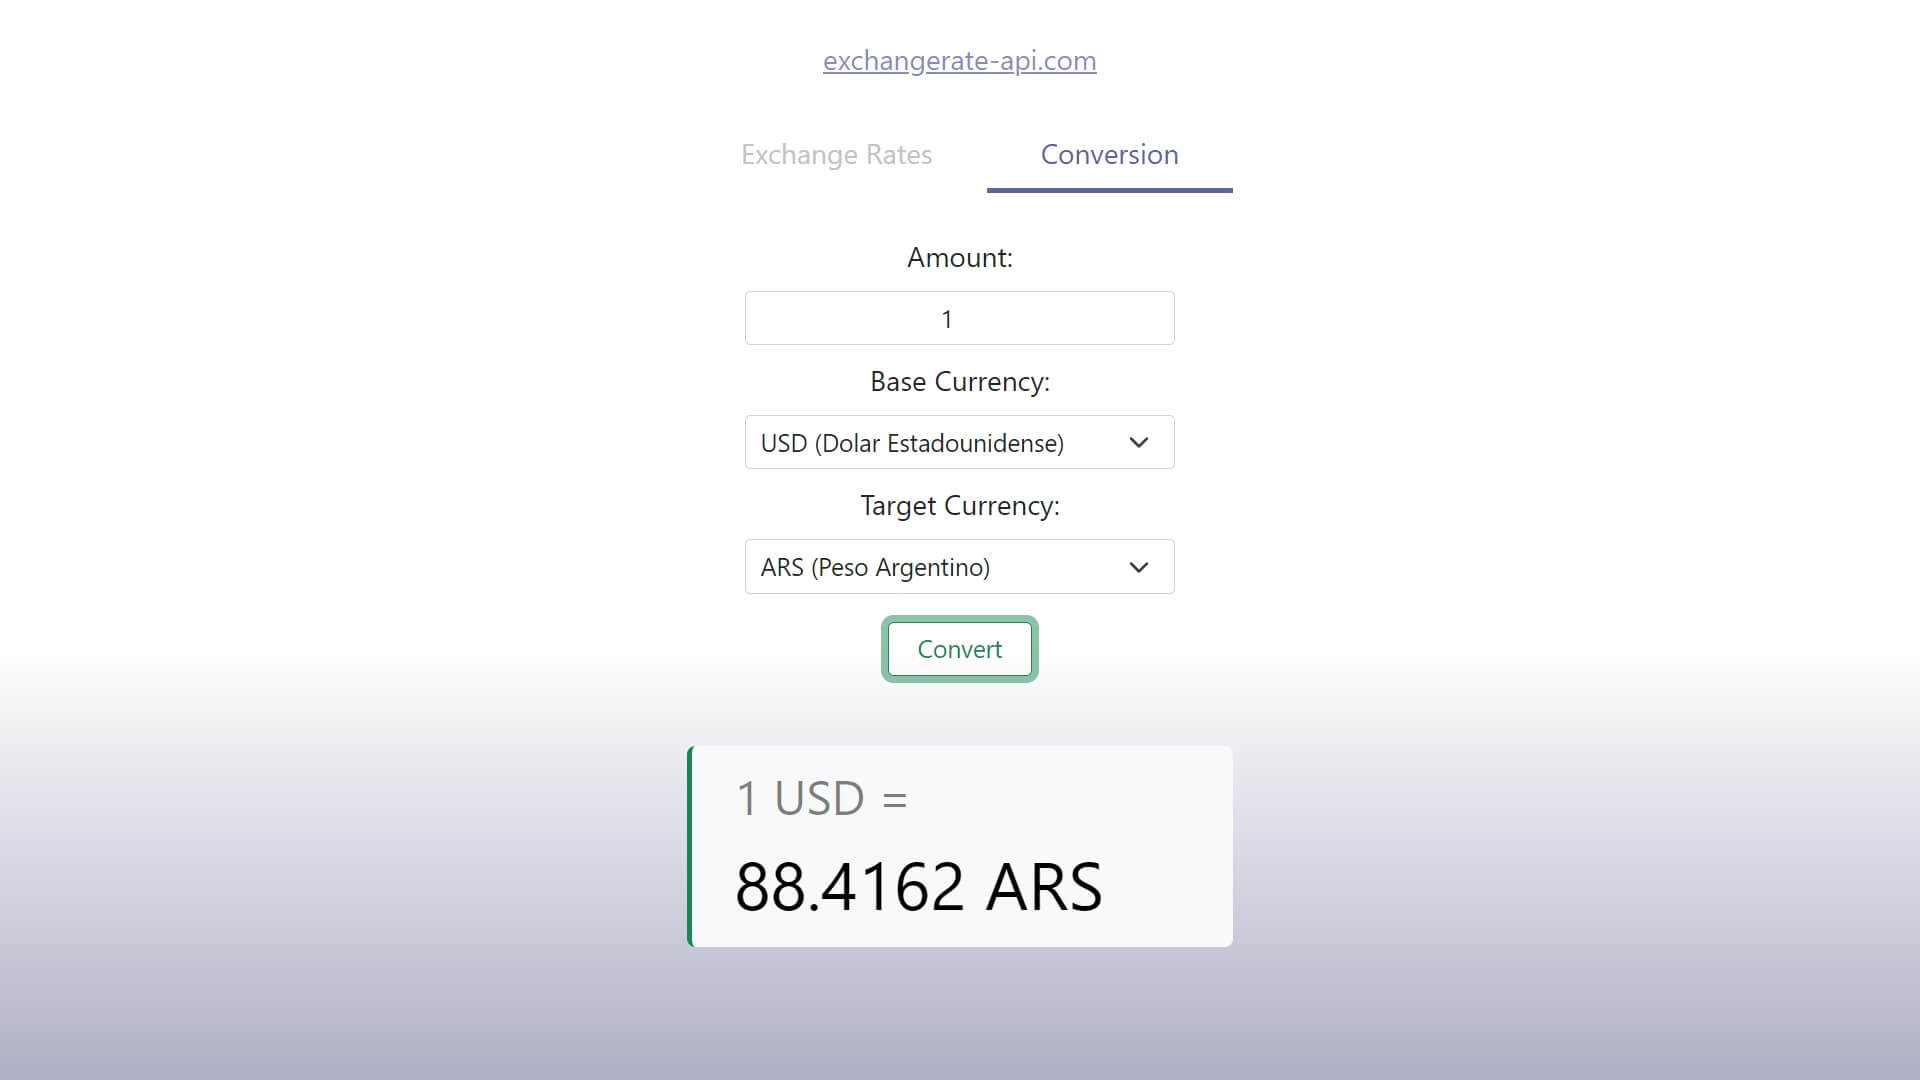 exchangerate-api.com
Exchange Rates Conversion
Amount:
1
Base Currency:
USD (Dolar Estadounidense)
Target Currency:
ARS (Peso Argentino)
Convert
1 USD =
88.4162 ARS